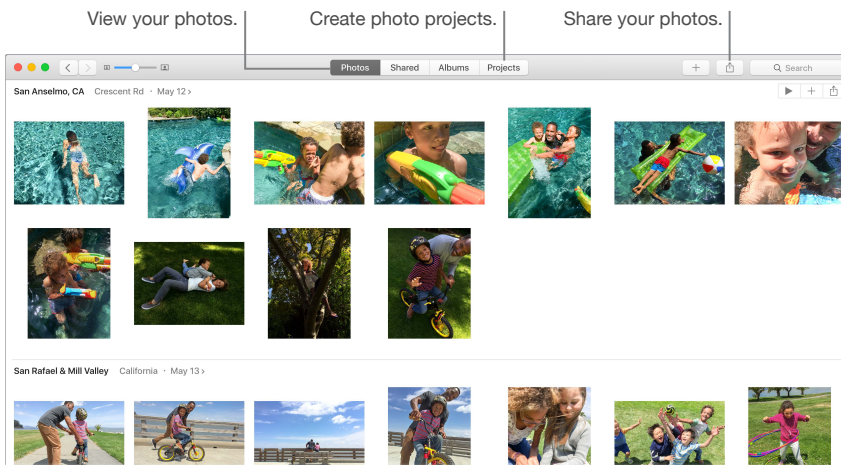 View your photos. Create photo projects. Share your photos.
Photos Shared Albums Projects Search
San Anselmo, CA Crescent Rd · May 12 >
San Rafael & Mill Valley California · May 13 >